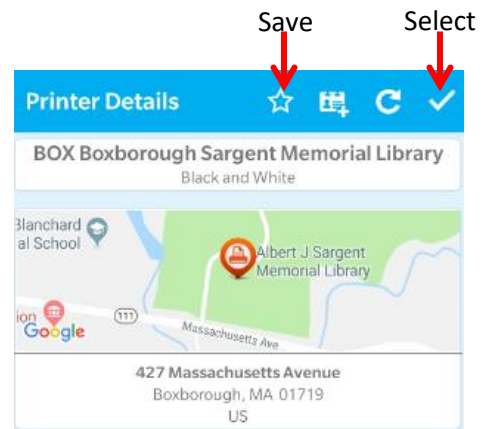 Save Select
Printer Details
BOX Boxborough Sargent Memorial Library
Black and White
Blanchard
al School
Albert J Sargent
Memorial Library
ion
Google
111
Massachusetts Ave
427 Massachusetts Avenue
Boxborough, MA 01719
US